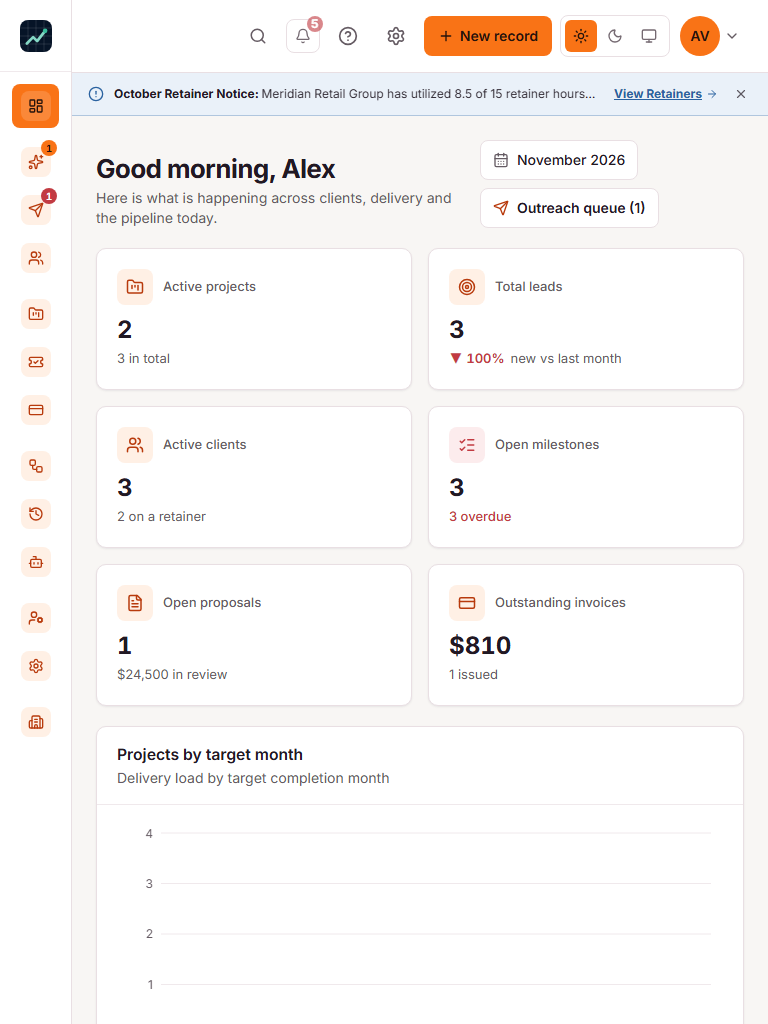 5
New record
AV
October Retainer Notice: Meridian Retail Group has utilized 8.5 of 15 retainer hours...
View Retainers
1
1
Good morning, Alex
Here is what is happening across clients, delivery and
the pipeline today.
November 2026
Outreach queue (1)
Active projects
2
3 in total
Total leads
3
▼ 100% new vs last month
Active clients
3
2 on a retainer
Open milestones
3
3 overdue
Open proposals
1
$24,500 in review
Outstanding invoices
$810
1 issued
Projects by target month
Delivery load by target completion month
4
3
2
1